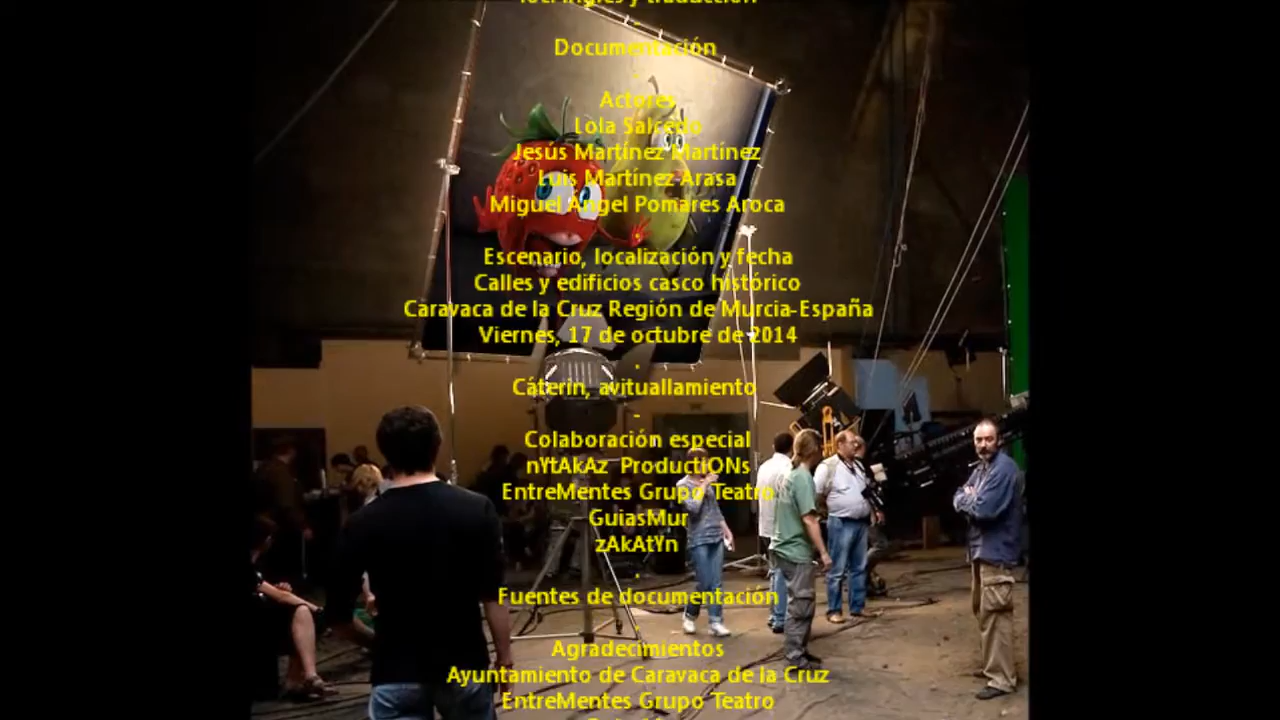 Documentación
-
Actores
Lola Salcedo
Jesús Martínez Martínez
Luis Martínez Arasa
Miguel Angel Pomares Aroca
Escenario, localización y fecha
Calles y edificios casco histórico
Caravaca de la Cruz Región de Murcia-España
Viernes, 17 de octubre de 2014
.
Cáterin, avituallamiento
-
Colaboración especial
nYtAkAz ProductiONs
EntreMentes Grupo Teatro
GuiasMur
zAkAtYn
.
Fuentes de documentación
.
Agradecimientos
Ayuntamiento de Caravaca de la Cruz
EntreMentes Grupo Teatro